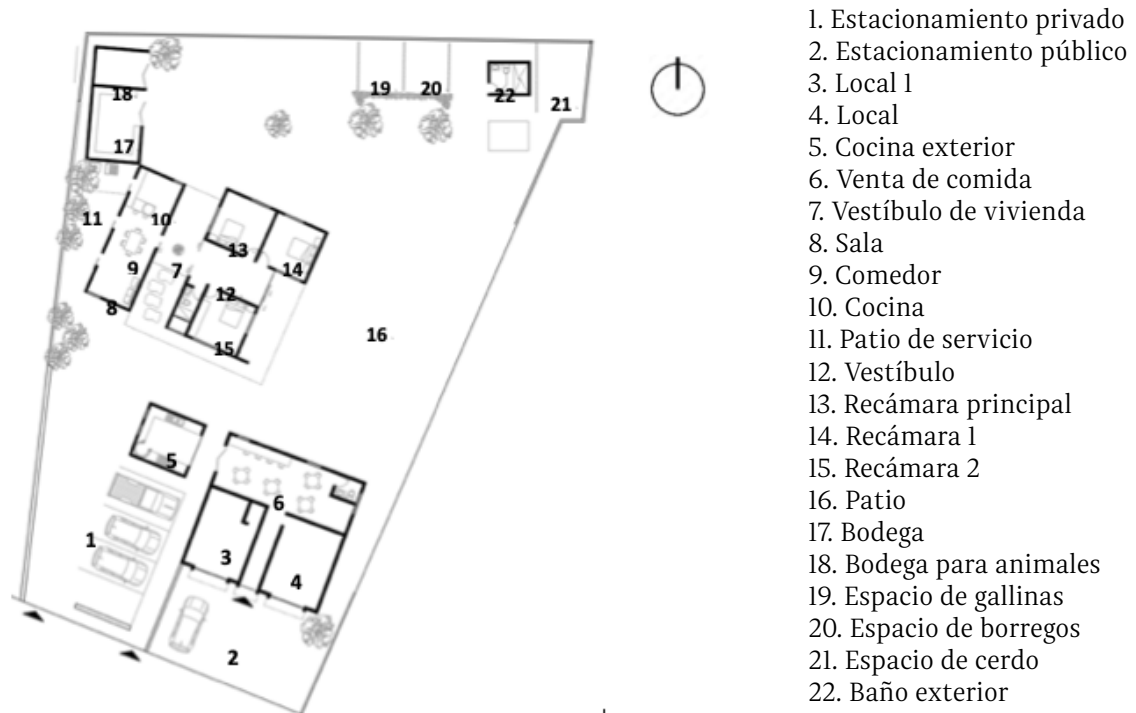 19
20
22
18
21
17
11
10
13
9
7
14
12
8
16
15
5
6
1
3
4
2
1. Estacionamiento privado
2. Estacionamiento público
3. Local 1
4. Local
5. Cocina exterior
6. Venta de comida
7. Vestíbulo de vivienda
8. Sala
9. Comedor
10. Cocina
11. Patio de servicio
12. Vestíbulo
13. Recámara principal
14. Recámara 1
15. Recámara 2
16. Patio
17. Bodega
18. Bodega para animales
19. Espacio de gallinas
20. Espacio de borregos
21. Espacio de cerdo
22. Baño exterior